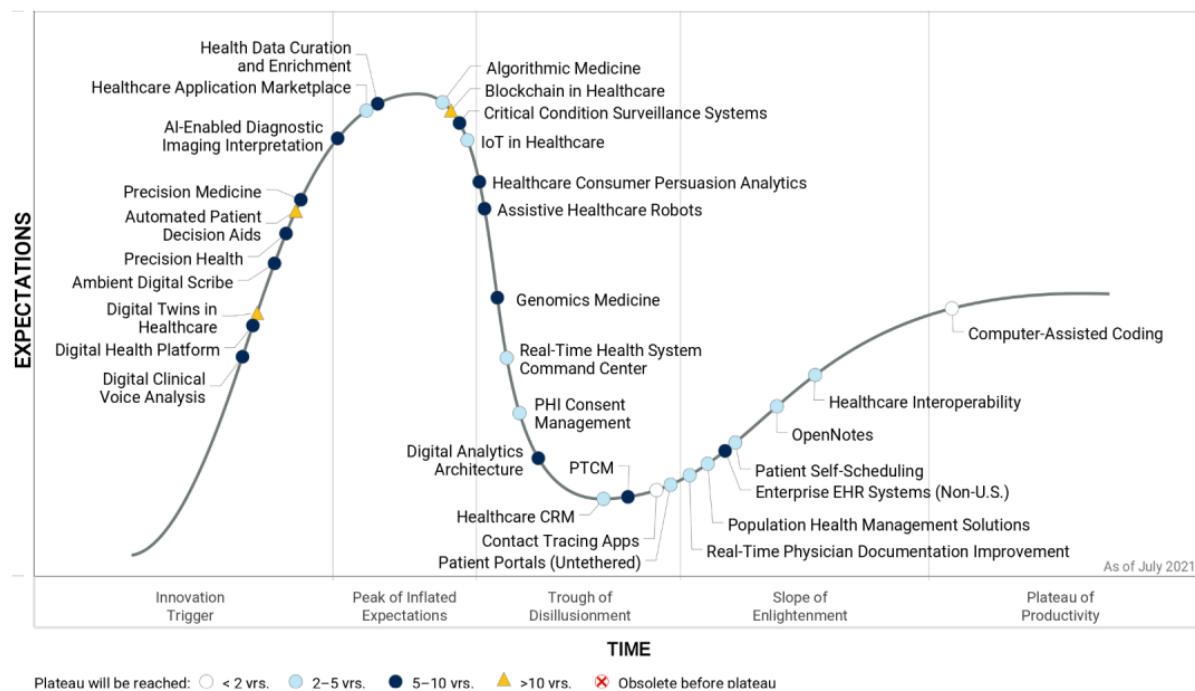 Health Data Curation
and Enrichment
Healthcare Application Marketplace
AI-Enabled Diagnostic
Imaging Interpretation
Precision Medicine
Automated Patient
Decision Aids
Precision Health
Ambient Digital Scribe
Digital Twins in
Healthcare
Digital Health Platform
Digital Clinical
Voice Analysis
Algorithmic Medicine
Blockchain in Healthcare
Critical Condition Surveillance Systems
IoT in Healthcare
Healthcare Consumer Persuasion Analytics
Assistive Healthcare Robots
Genomics Medicine
Real-Time Health System
Command Center
PHI Consent
Management
Digital Analytics
Architecture
PTCM
Healthcare CRM
Contact Tracing Apps
Patient Portals (Untethered)
Computer-Assisted Coding
Healthcare Interoperability
OpenNotes
Patient Self-Scheduling
Enterprise EHR Systems (Non-U.S.)
Population Health Management Solutions
Real-Time Physician Documentation Improvement
As of July 2021
EXPECTATIONS
Innovation
Trigger
Peak of Inflated
Expectations
Trough of
Disillusionment
Slope of
Enlightenment
Plateau of
Productivity
TIME
Plateau will be reached: < 2 yrs. 2–5 yrs. 5–10 yrs. >10 yrs. Obsolete before plateau